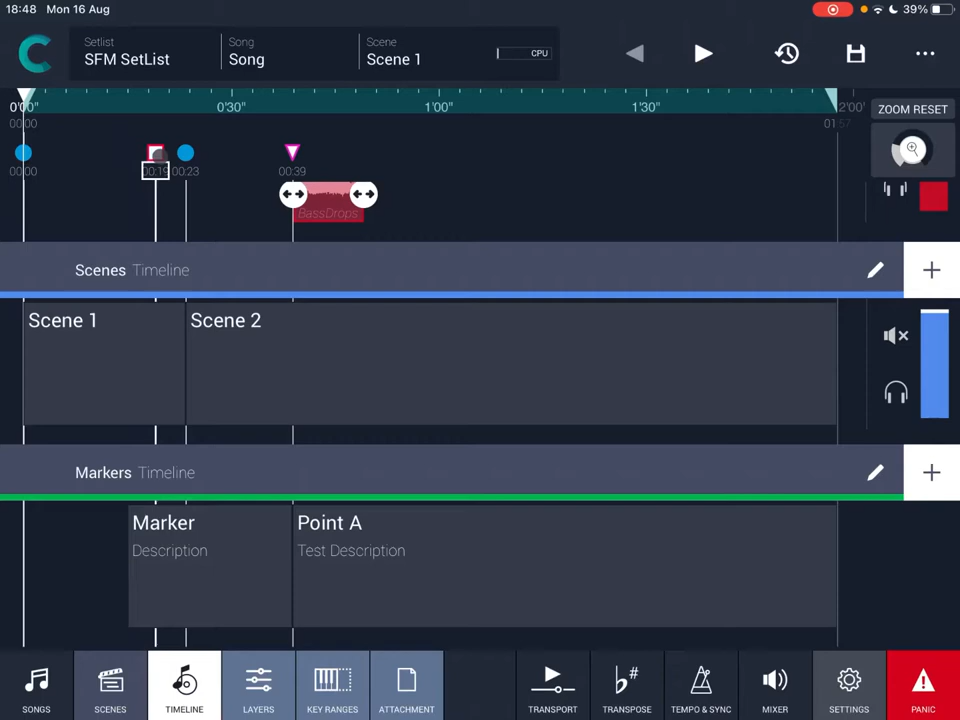 18:48 Mon 16 Aug
39%
Setlist
SFM SetList
Song
Song
Scene
Scene 1
CPU
0'00"
0'30"
1'00"
1'30"
2'00"
00:00
01:57
ZOOM RESET
00:00
00:19
00:23
00:39
BassDrops
Scenes Timeline
Scene 1
Scene 2
Markers Timeline
Marker
Description
Point A
Test Description
SONGS
SCENES
TIMELINE
LAYERS
KEY RANGES
ATTACHMENT
TRANSPORT
TRANSPOSE
TEMPO & SYNC
MIXER
SETTINGS
PANIC